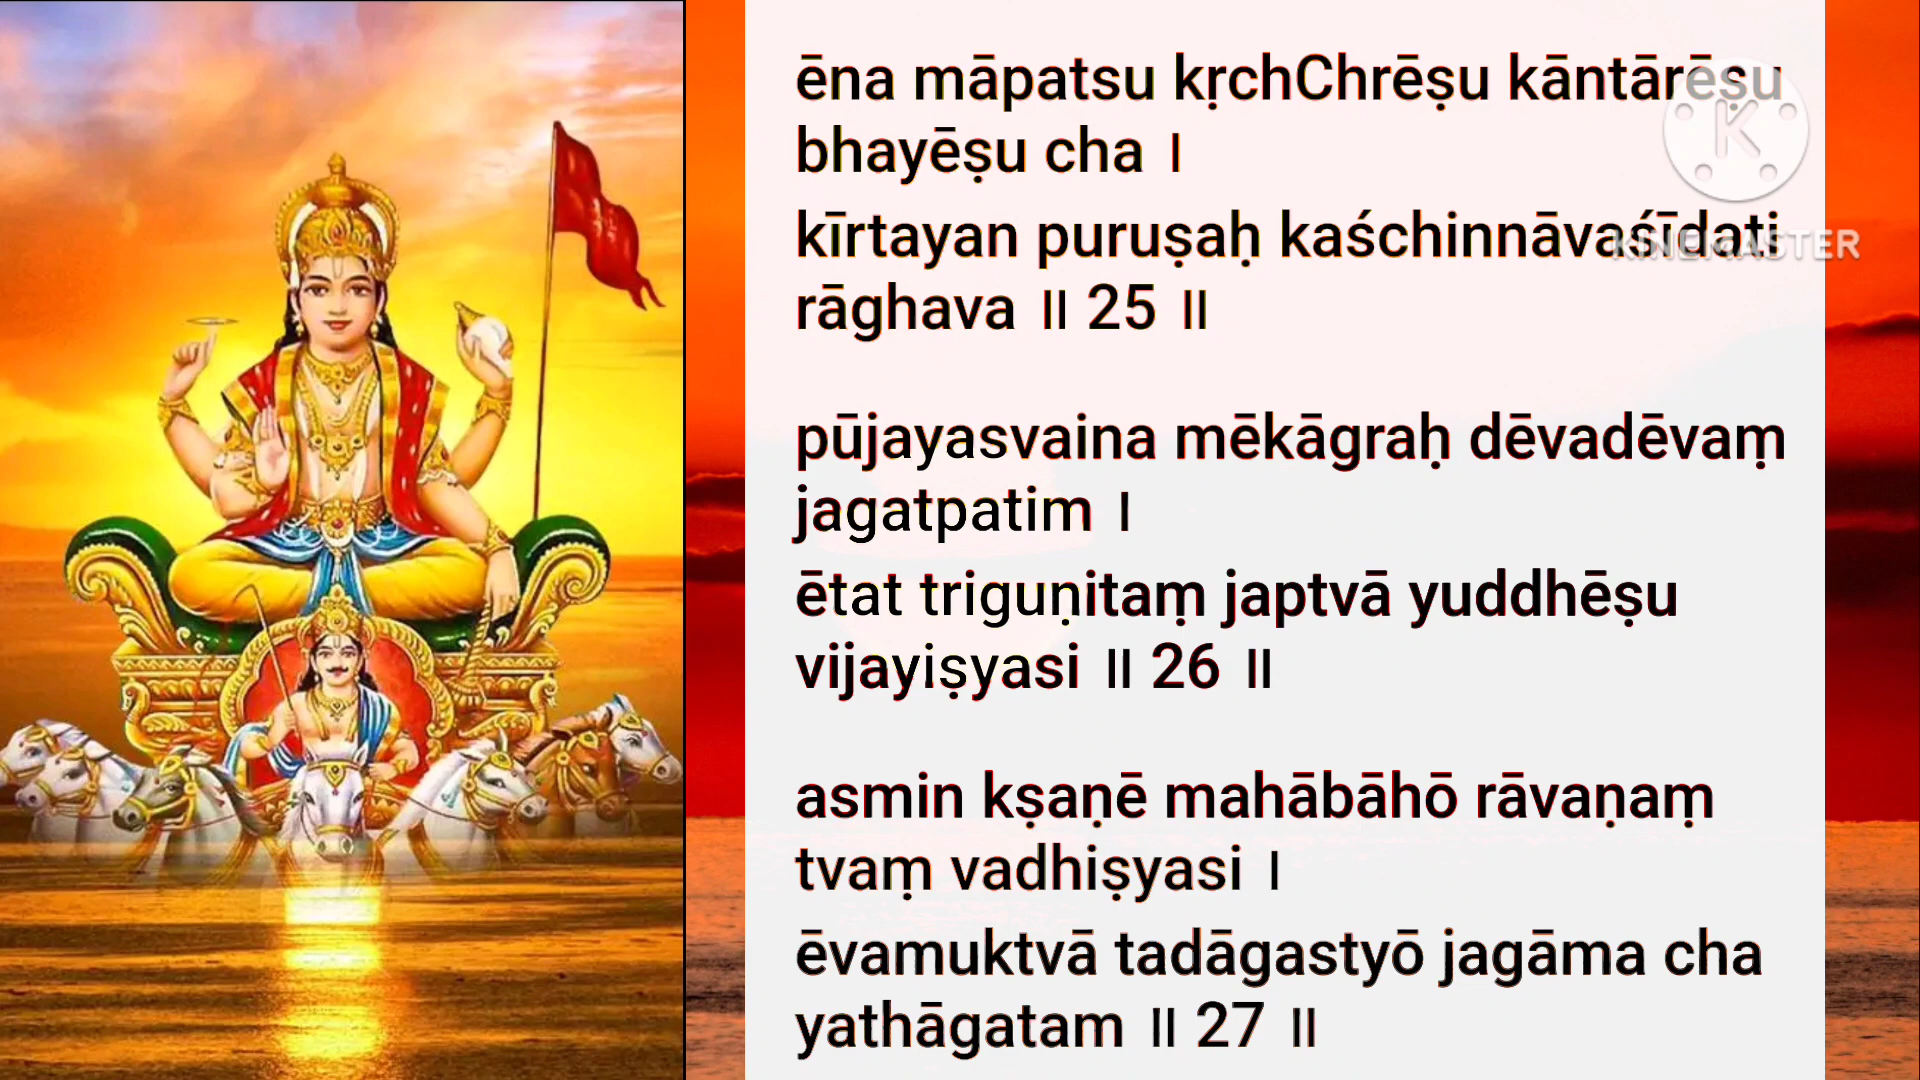 ēna māpatsu kṛchChrēṣu kāntārēṣu
bhayēṣu cha ।
kīrtayan puruṣaḥ kaśchinnāvaśīdati
rāghava ॥ 25 ॥
pūjayasvaina mēkāgraḥ dēvadēvaṃ
jagatpatim ।
ētat triguṇitaṃ japtvā yuddhēṣu
vijayiṣyasi ॥ 26 ॥
asmin kṣaṇē mahābāhō rāvaṇaṃ
tvaṃ vadhiṣyasi ।
ēvamuktvā tadāgastyō jagāma cha
yathāgatam ॥ 27 ॥
K
KINEMASTER